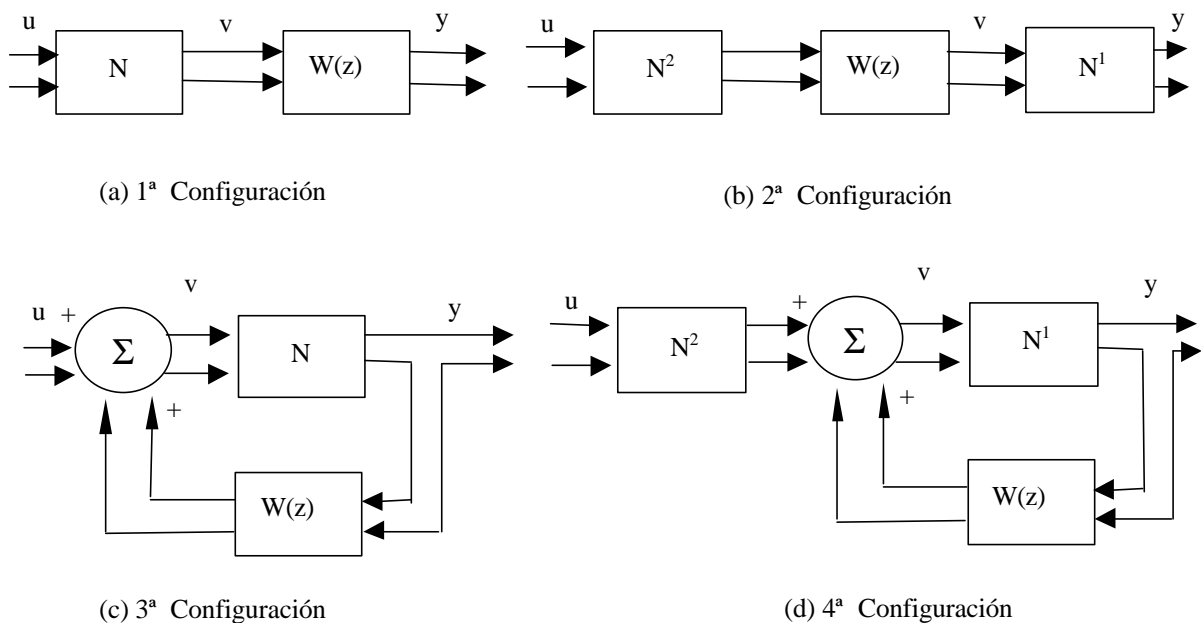 u v y
N W(z)
(a) 1ª Configuración
u v y
N² W(z) N¹
(b) 2ª Configuración
v
u + y
Σ N
+
W(z)
(c) 3ª Configuración
v
u + y
N² Σ N¹
+
W(z)
(d) 4ª Configuración